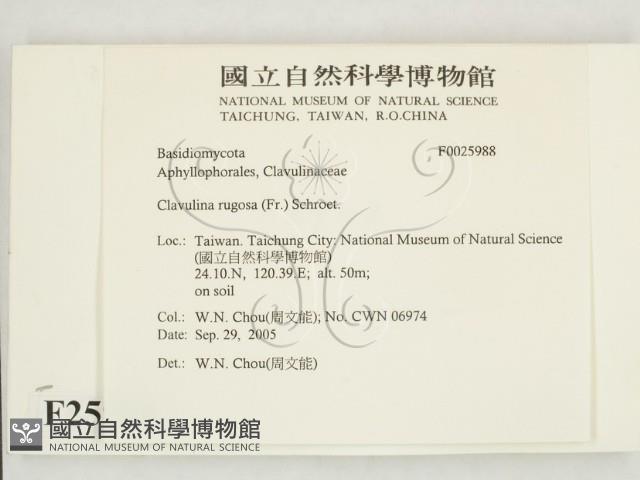 國立自然科學博物館
NATIONAL MUSEUM OF NATURAL SCIENCE
TAICHUNG, TAIWAN, R.O.CHINA
Basidiomycota F0025988
Aphyllophorales, Clavulinaceae
Clavulina rugosa (Fr.) Schroet.
Loc.: Taiwan. Taichung City: National Museum of Natural Science
(國立自然科學博物館)
24.10.N, 120.39.E; alt. 50m;
on soil
Col.: W.N. Chou(周文能); No. CWN 06974
Date: Sep. 29, 2005
Det.: W.N. Chou(周文能)
F25
國立自然科學博物館
NATIONAL MUSEUM OF NATURAL SCIENCE